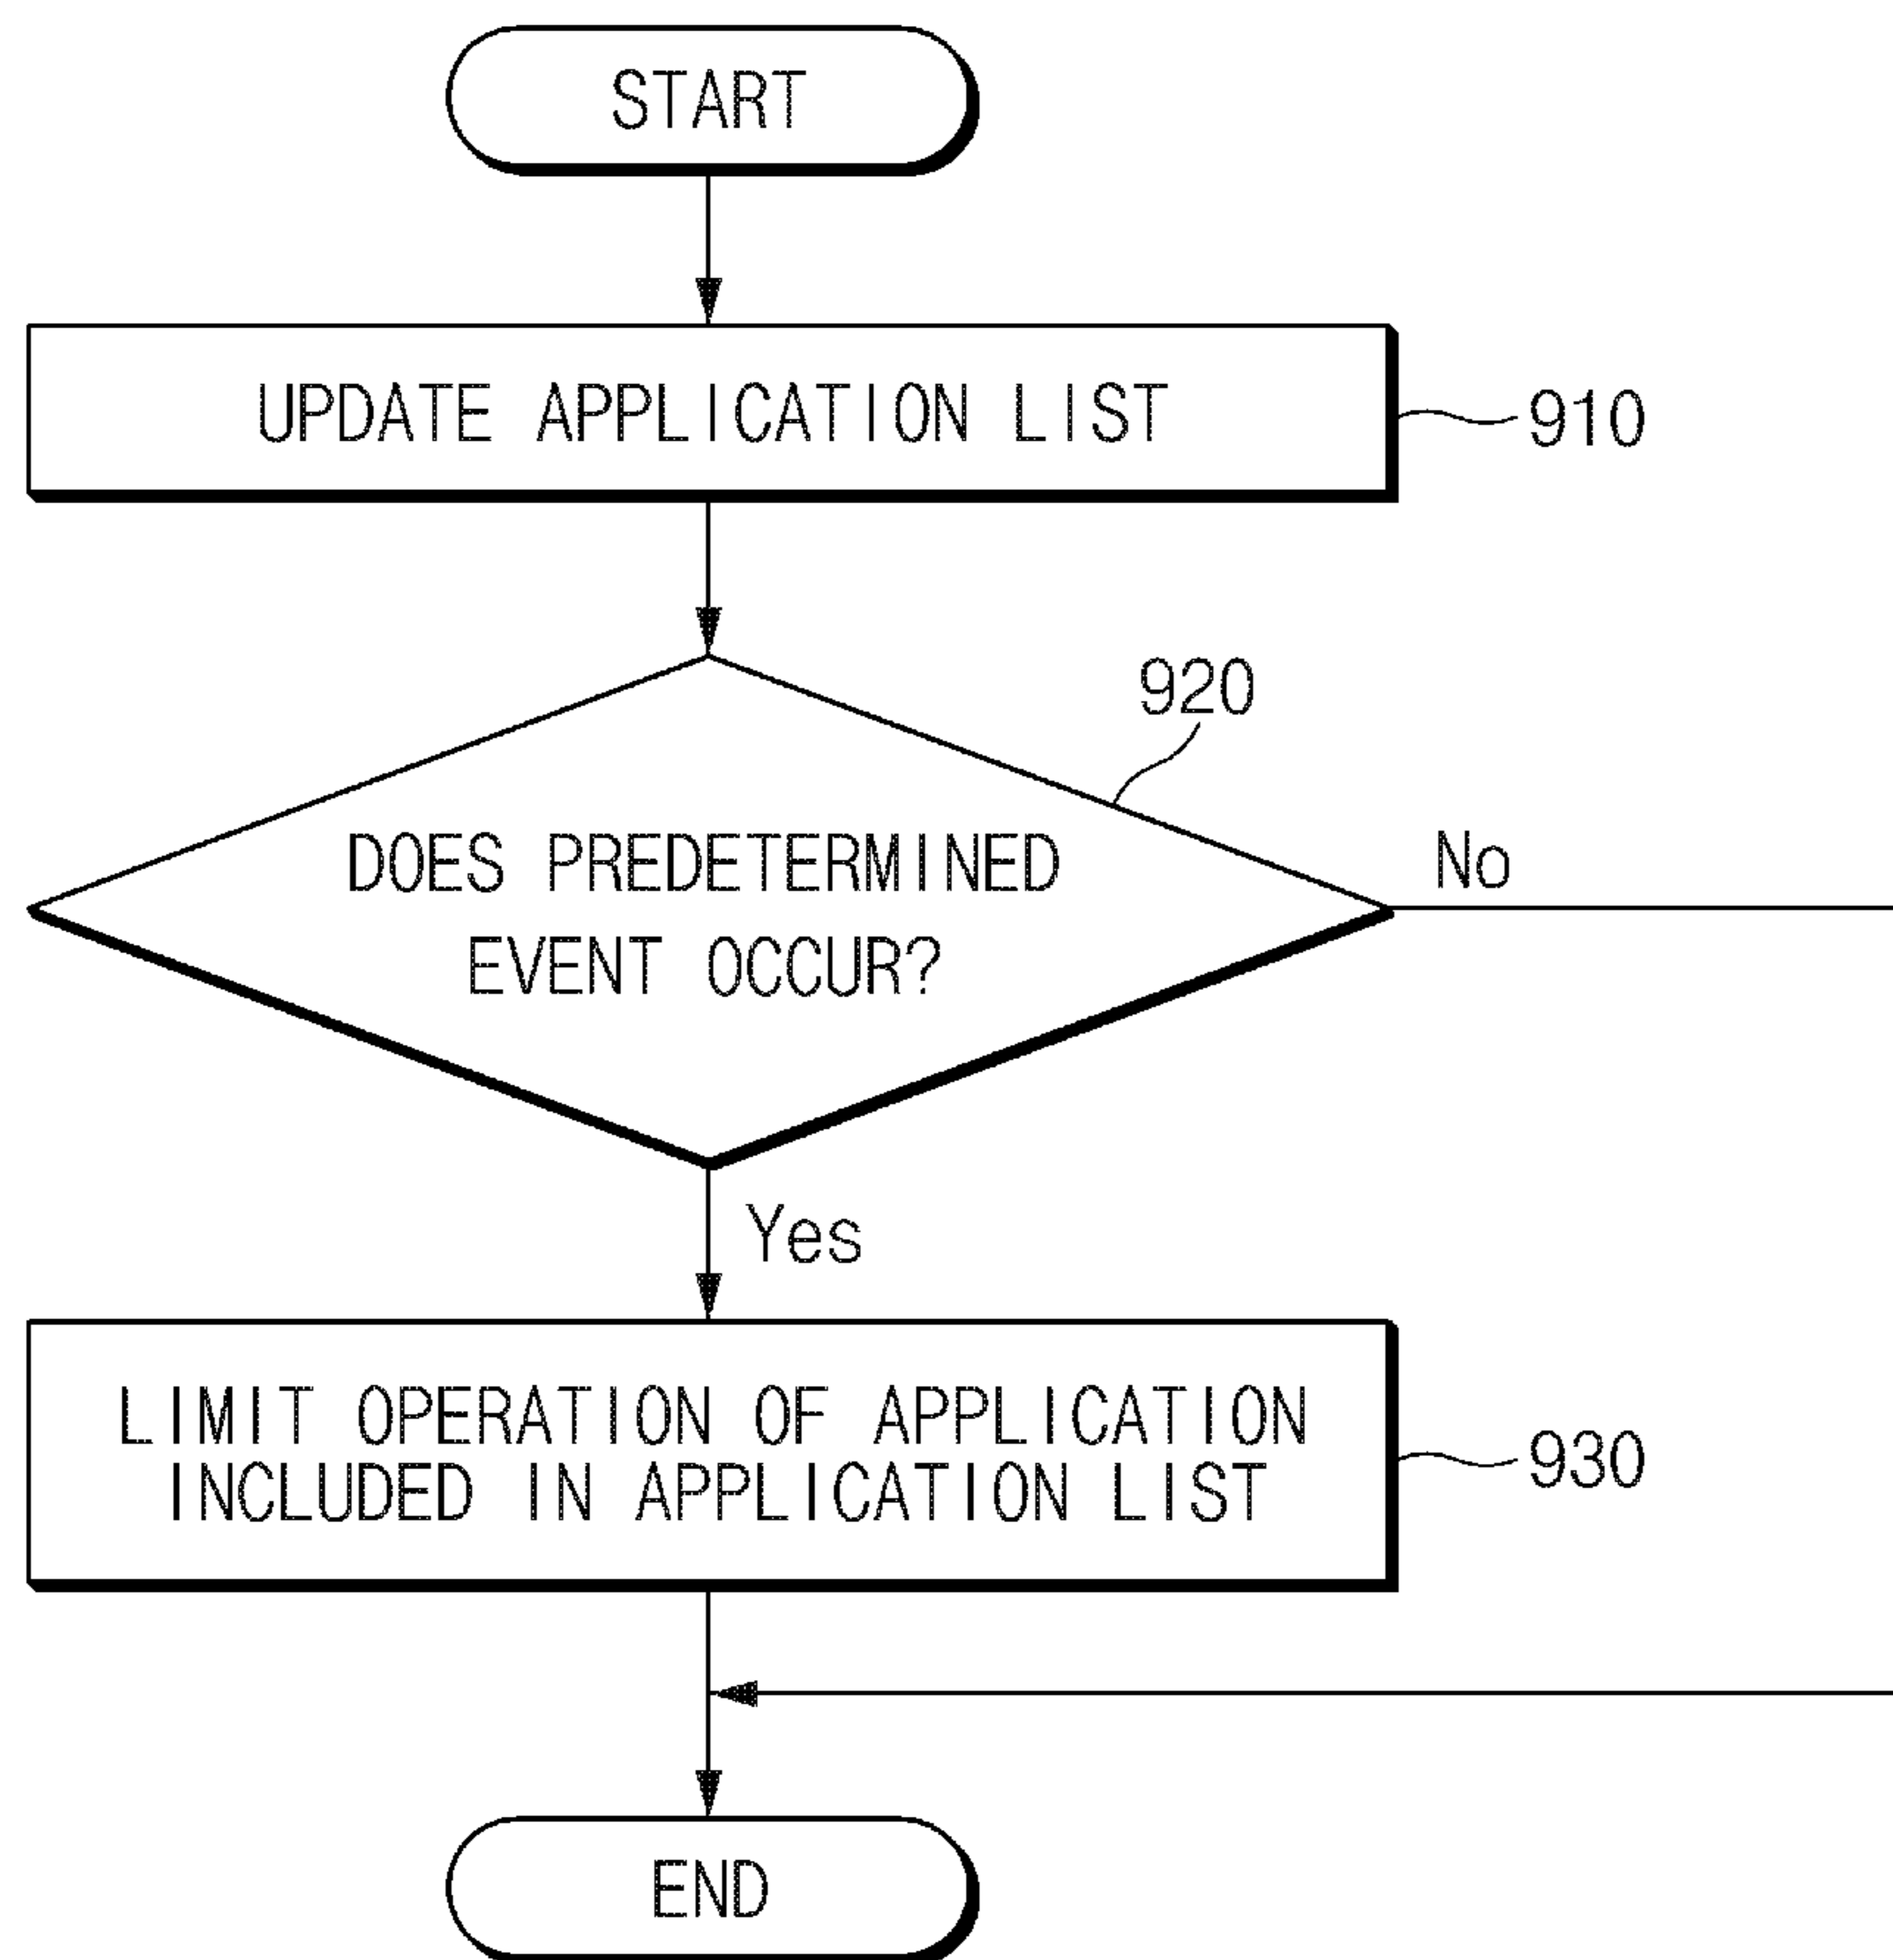 START
UPDATE APPLICATION LIST
910
920
DOES PREDETERMINED
EVENT OCCUR?
No
Yes
LIMIT OPERATION OF APPLICATION
INCLUDED IN APPLICATION LIST
930
END